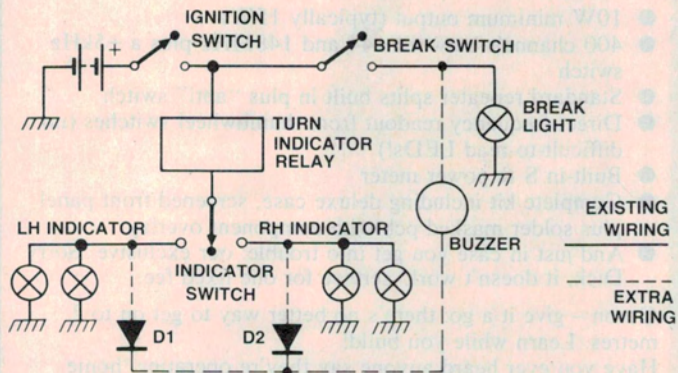 IGNITION
SWITCH
BREAK SWITCH
+
BREAK
LIGHT
TURN
INDICATOR
RELAY
EXISTING
WIRING
LH INDICATOR
RH INDICATOR
BUZZER
INDICATOR
SWITCH
EXTRA
WIRING
D1
D2